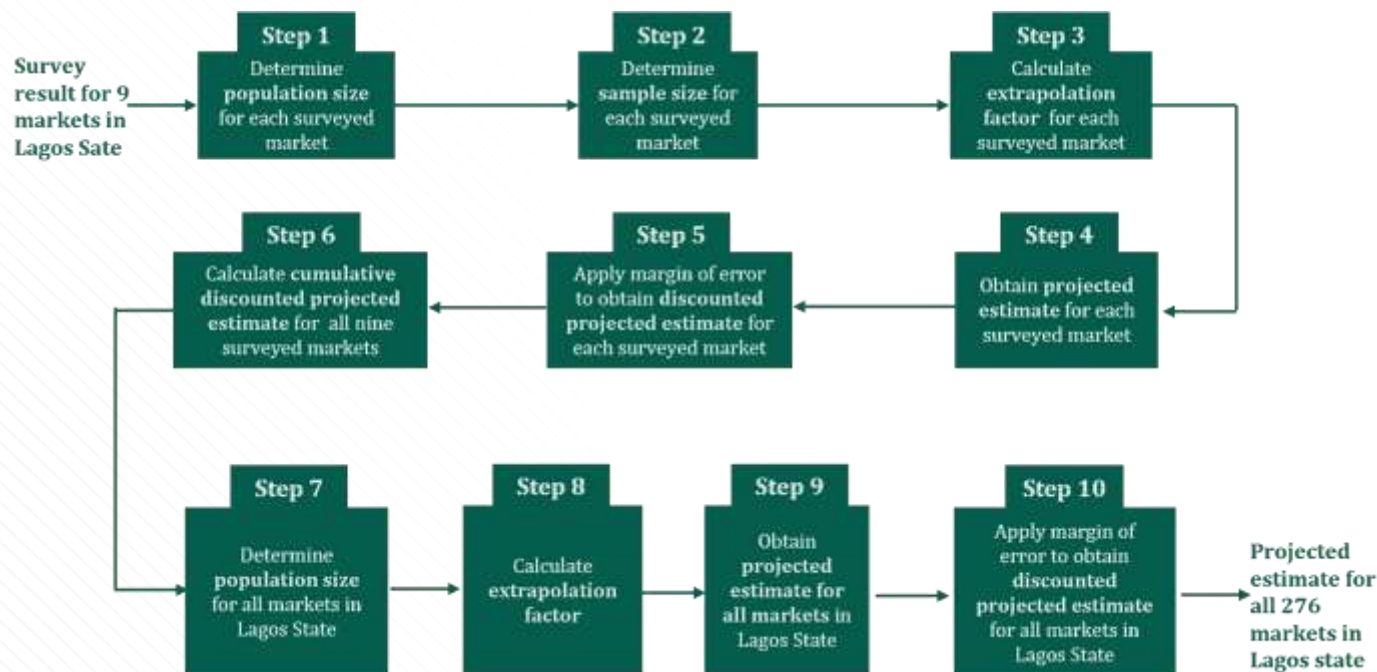 Survey
result for 9
markets in
Lagos Sate
Step 1
Determine
population size
for each surveyed
market
Step 2
Determine
sample size for
each surveyed
market
Step 3
Calculate
extrapolation
factor for each
surveyed market
Step 4
Obtain projected
estimate for each
surveyed market
Step 5
Apply margin of error
to obtain discounted
projected estimate for
each surveyed market
Step 6
Calculate cumulative
discounted projected
estimate for all nine
surveyed markets
Step 7
Determine
population size
for all markets in
Lagos State
Step 8
Calculate
extrapolation
factor
Step 9
Obtain
projected
estimate for
all markets in
Lagos State
Step 10
Apply margin of
error to obtain
discounted
projected estimate
for all markets in
Lagos State
Projected
estimate for
all 276
markets in
Lagos state